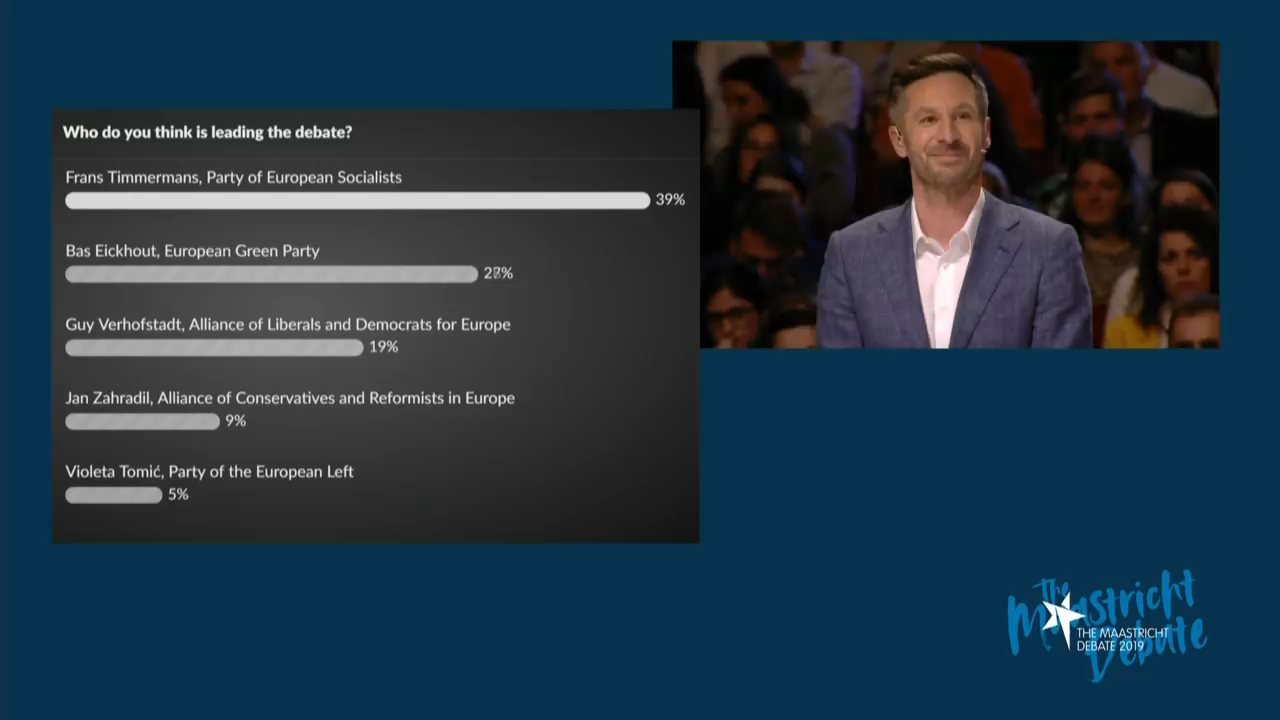 Who do you think is leading the debate?
Frans Timmermans, Party of European Socialists
39%
Bas Eickhout, European Green Party
Guy Verhofstadt, Alliance of Liberals and Democrats for Europe
19%
Jan Zahradil, Alliance of Conservatives and Reformists in Europe
9%
Violeta Tomić, Party of the European Left
5%
The
Maastricht
Debate
THE MAASTRICHT
DEBATE 2019